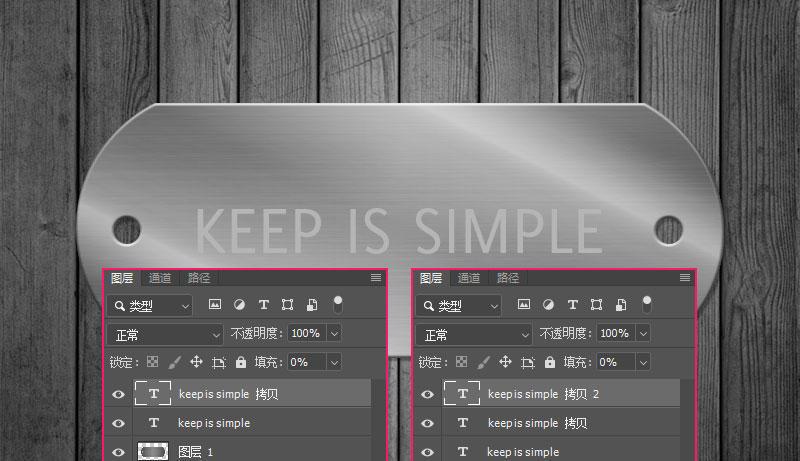 KEEP IS SIMPLE
图层 通道 路径
类型
正常 不透明度: 100%
锁定: 填充: 0%
keep is simple 拷贝
keep is simple
图层 1
图层 通道 路径
类型
正常 不透明度: 100%
锁定: 填充: 0%
keep is simple 拷贝 2
keep is simple 拷贝
keep is simple